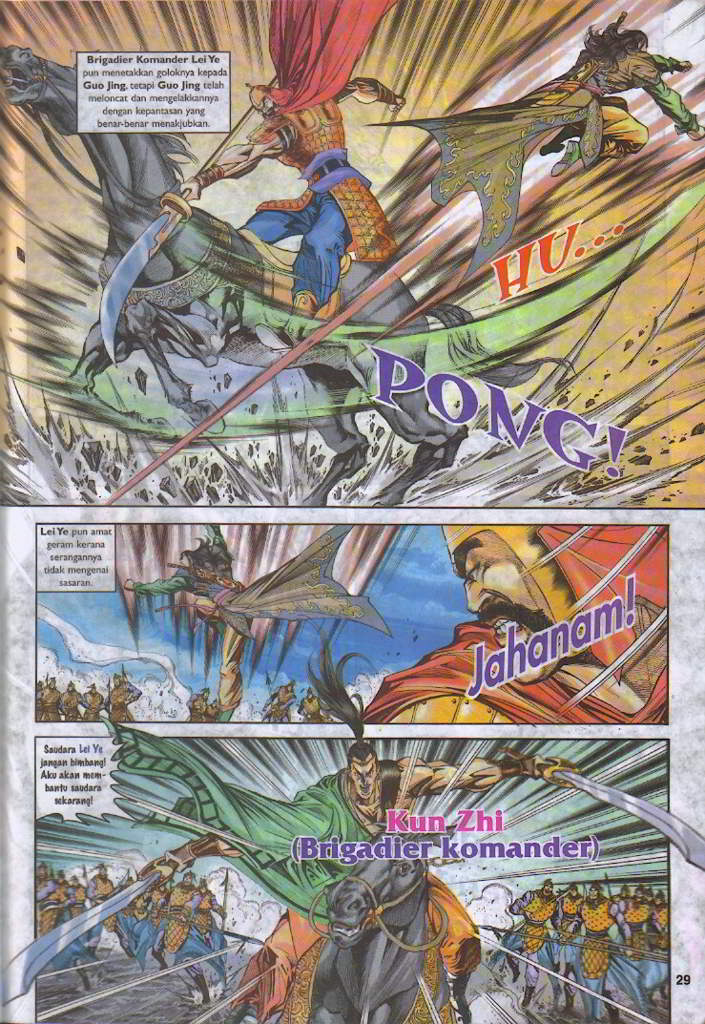 Brigadier Komander Lei Ye
pun menetakkan goloknya kepada
Guo Jing, tetapi Guo Jing telah
meloncat dan mengelakkannya
dengan kepantasan yang
benar-benar menakjubkan.
HU...
PONG!
Lei Ye pun amat
geram kerana
serangannya
tidak mengenai
sasaran.
Jahanam!
Saudara Lei Ye
jangan bimbang!
Aku akan mem-
bantu saudara
sekarang!
Kun Zhi
(Brigadier komander)
29